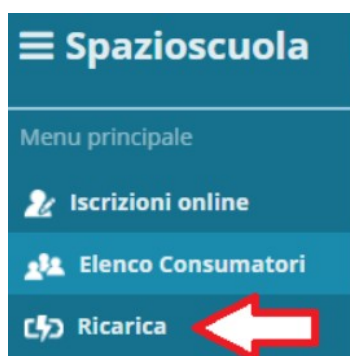 Spazioscuola
Menu principale
Iscrizioni online
Elenco Consumatori
Ricarica